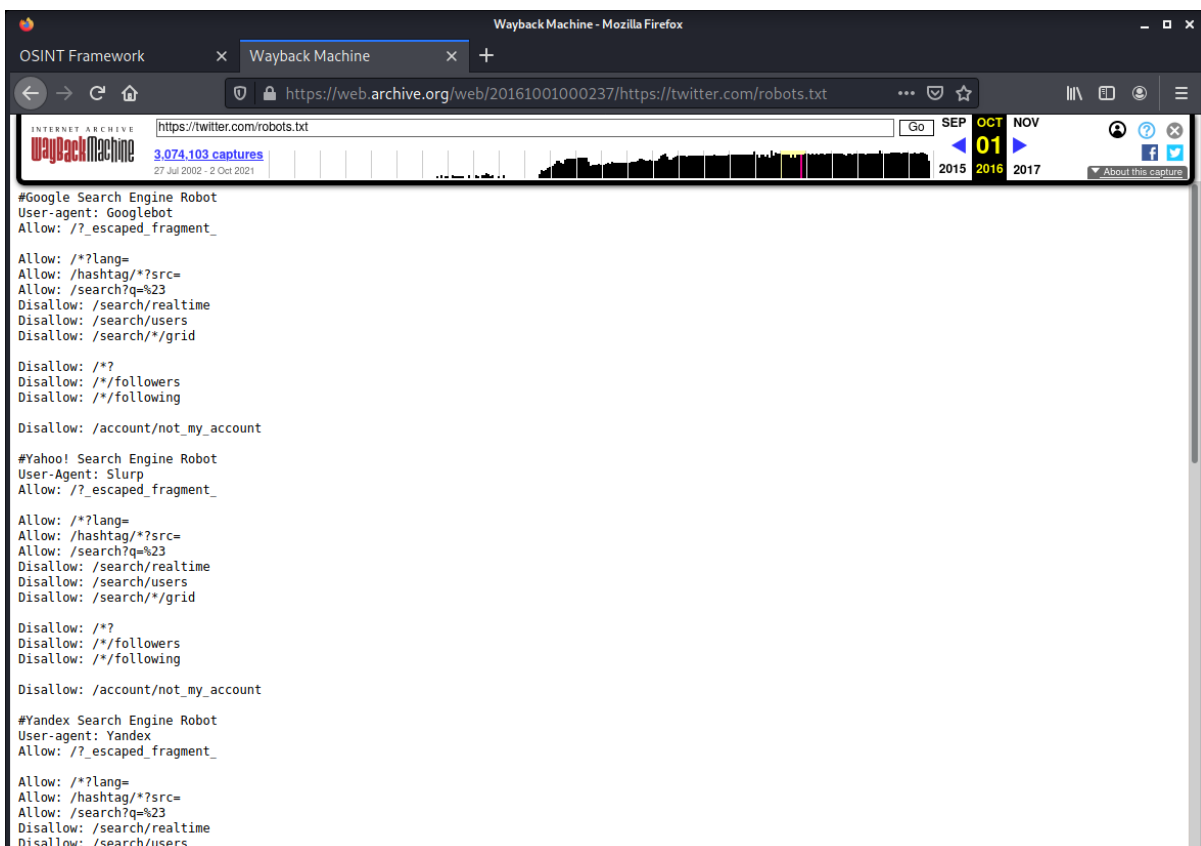 Wayback Machine - Mozilla Firefox
OSINT Framework
Wayback Machine
https://web.archive.org/web/20161001000237/https://twitter.com/robots.txt
INTERNET ARCHIVE
WayBackMachine
https://twitter.com/robots.txt
Go
SEP OCT NOV
01
2015 2016 2017
3,074,103 captures
27 Jul 2002 - 2 Oct 2021
About this capture
#Google Search Engine Robot
User-agent: Googlebot
Allow: /?_escaped_fragment_
Allow: /*?lang=
Allow: /hashtag/*?src=
Allow: /search?q=%23
Disallow: /search/realtime
Disallow: /search/users
Disallow: /search/*/grid
Disallow: /*?
Disallow: /*/followers
Disallow: /*/following
Disallow: /account/not_my_account
#Yahoo! Search Engine Robot
User-Agent: Slurp
Allow: /?_escaped_fragment_
Allow: /*?lang=
Allow: /hashtag/*?src=
Allow: /search?q=%23
Disallow: /search/realtime
Disallow: /search/users
Disallow: /search/*/grid
Disallow: /*?
Disallow: /*/followers
Disallow: /*/following
Disallow: /account/not_my_account
#Yandex Search Engine Robot
User-agent: Yandex
Allow: /?_escaped_fragment_
Allow: /*?lang=
Allow: /hashtag/*?src=
Allow: /search?q=%23
Disallow: /search/realtime
Disallow: /search/users